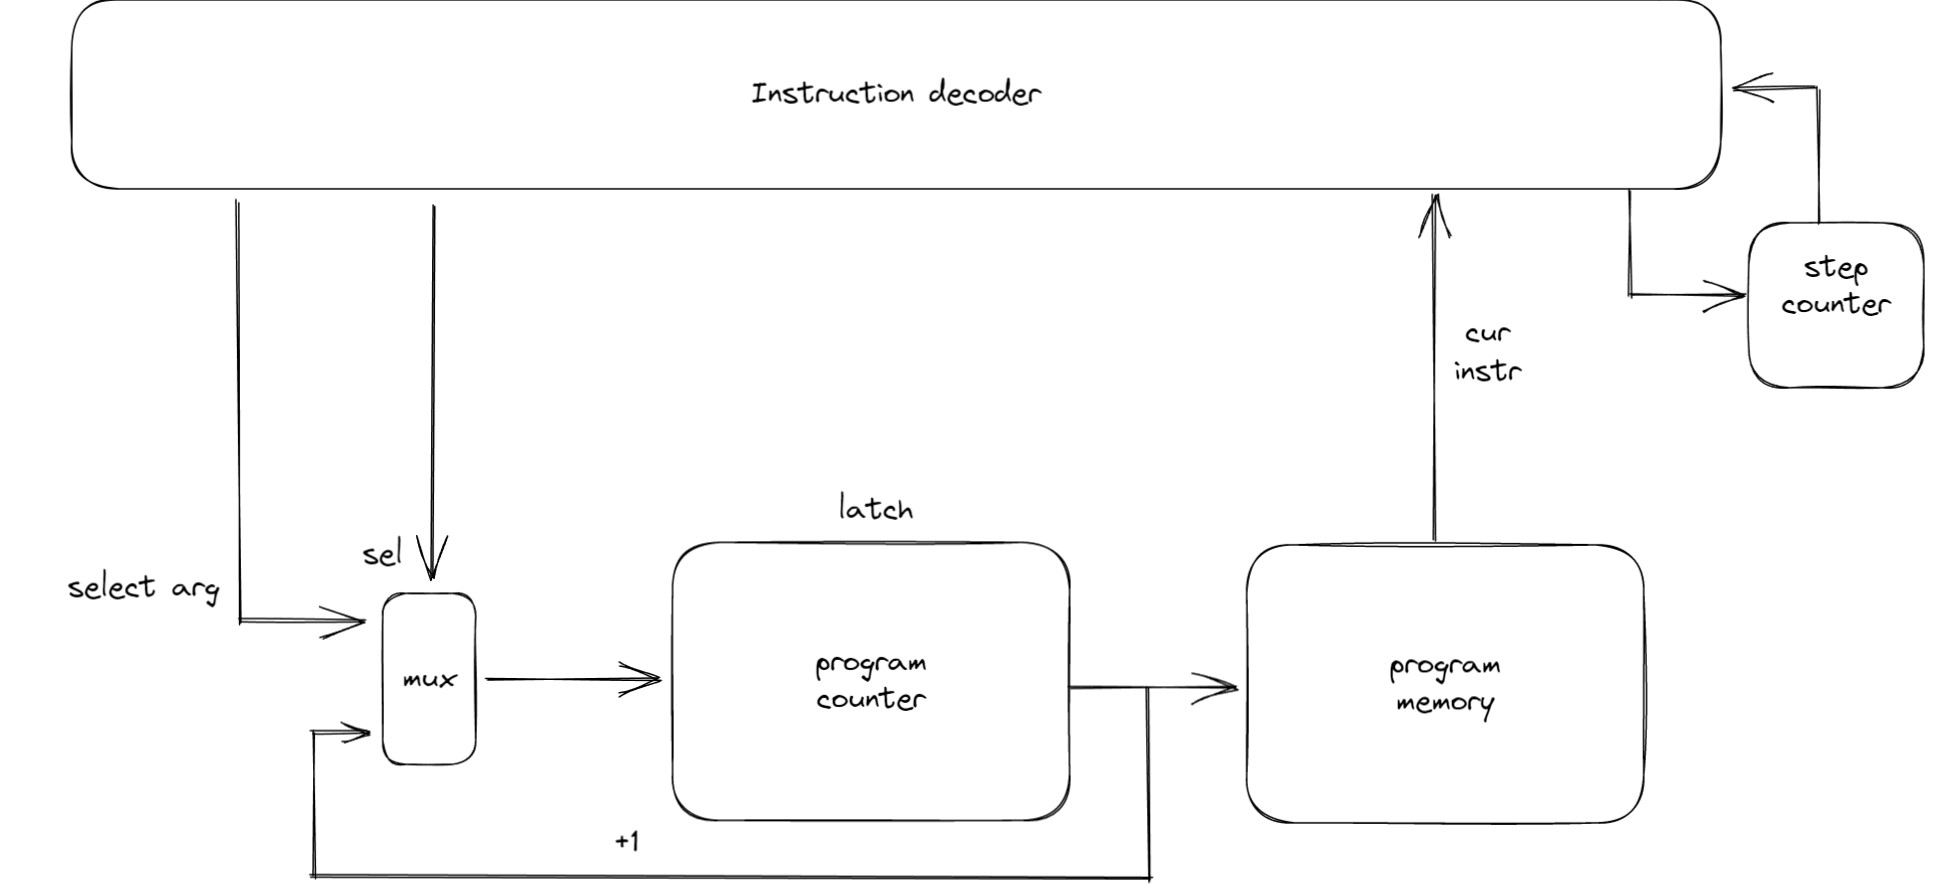 Instruction decoder
step
counter
cur
instr
latch
sel
select arg
mux
program
counter
program
memory
+1